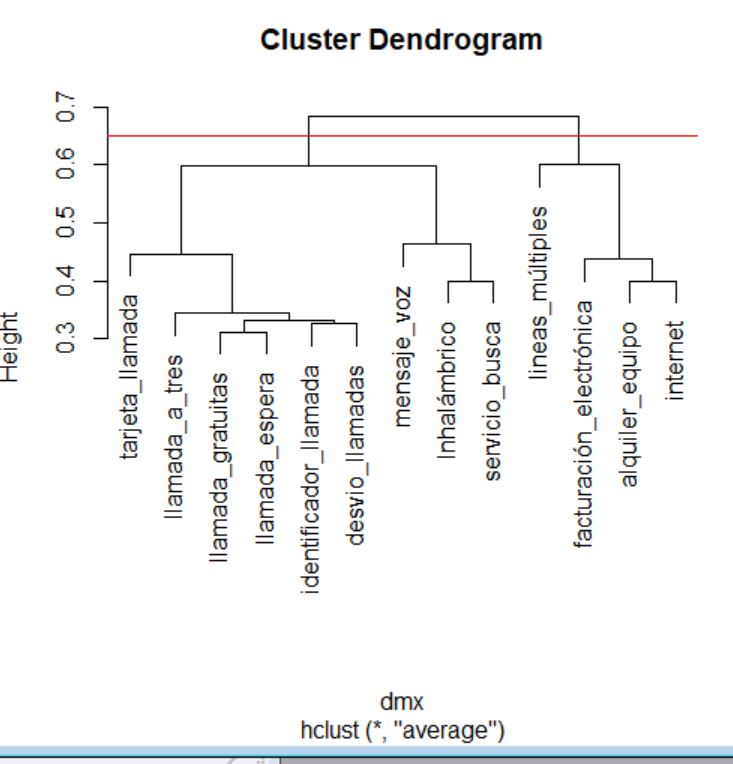 Cluster Dendrogram
Height
0.7
0.6
0.5
0.4
0.3
tarjeta_llamada
llamada_a_tres
llamada_gratuitas
llamada_espera
identificador_llamada
desvio_llamadas
mensaje_voz
Inhalámbrico
servicio_busca
lineas_múltiples
facturación_electrónica
alquiler_equipo
internet
dmx
hclust (*, "average")